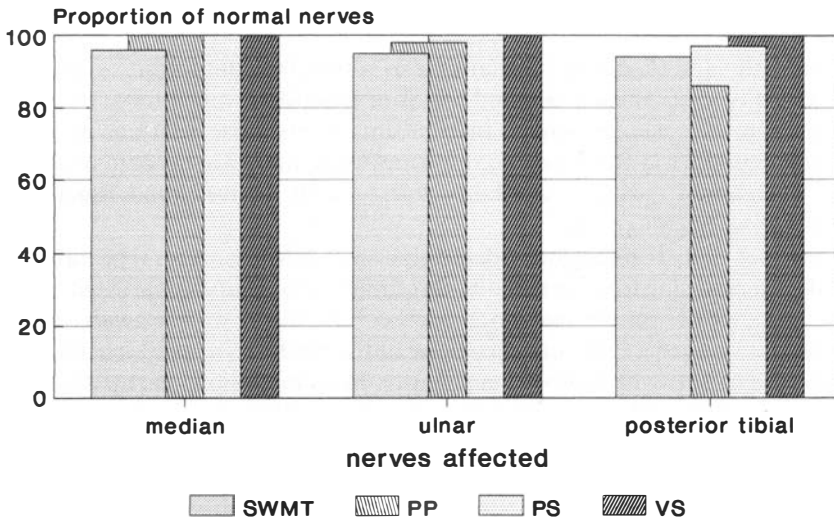 Proportion of normal nerves
100
80
60
40
20
0
median ulnar posterior tibial
nerves affected
SWMT PP PS VS